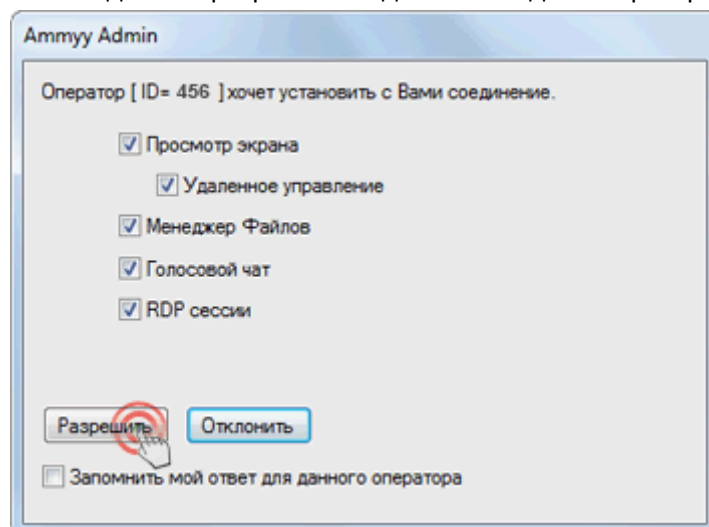 Ammyy Admin
Оператор [ ID= 456 ] хочет установить с Вами соединение.
Просмотр экрана
Удаленное управление
Менеджер Файлов
Голосовой чат
RDP сессии
Разрешить Отклонить
Запомнить мой ответ для данного оператора